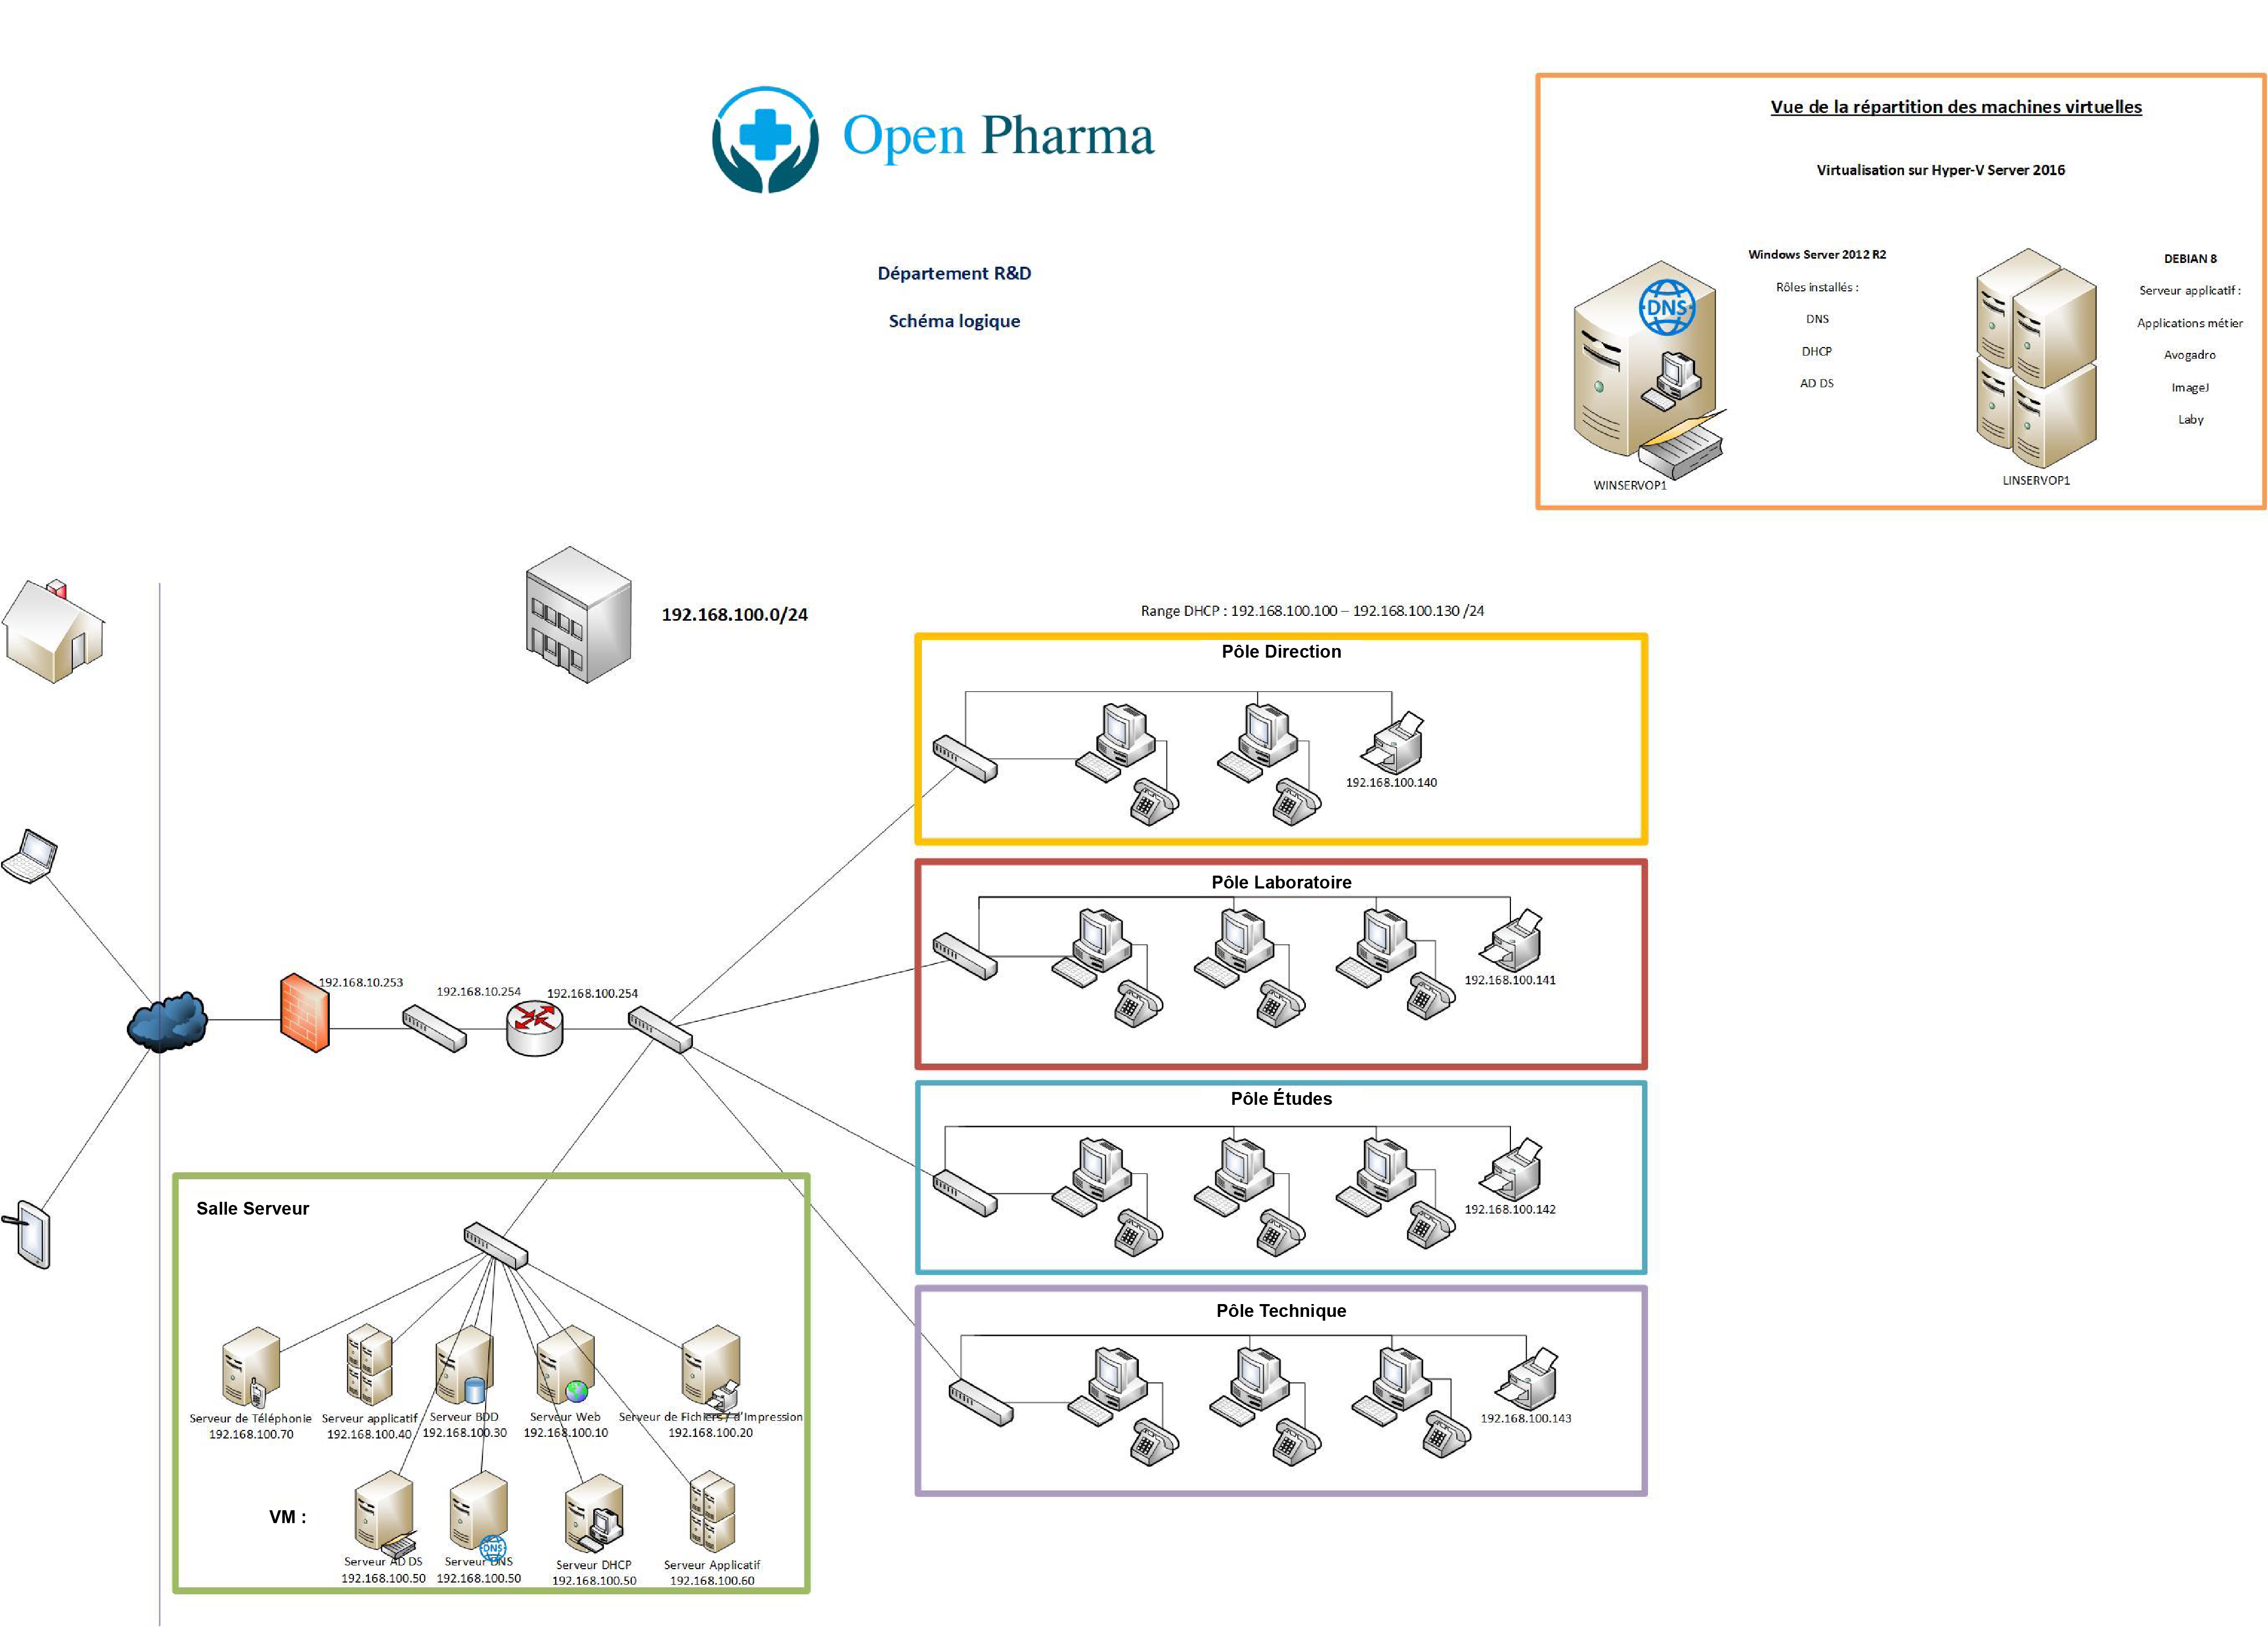 Open Pharma
Département R&D
Schéma logique
Vue de la répartition des machines virtuelles
Virtualisation sur Hyper-V Server 2016
Windows Server 2012 R2
Rôles installés :
DNS
DHCP
AD DS
DNS
WINSERVOP1
DEBIAN 8
Serveur applicatif :
Applications métier
Avogadro
ImageJ
Laby
LINSERVOP1
192.168.100.0/24
Range DHCP : 192.168.100.100 – 192.168.100.130 /24
Pôle Direction
192.168.100.140
Pôle Laboratoire
192.168.100.141
192.168.10.253
192.168.10.254
192.168.100.254
Pôle Études
192.168.100.142
Pôle Technique
192.168.100.143
Salle Serveur
Serveur de Téléphonie
192.168.100.70
Serveur applicatif
192.168.100.40
Serveur BDD
192.168.100.30
Serveur Web
192.168.100.10
Serveur de Fichiers / d'Impression
192.168.100.20
VM :
Serveur AD DS
192.168.100.50
DNS
Serveur DNS
192.168.100.50
Serveur DHCP
192.168.100.50
Serveur Applicatif
192.168.100.60